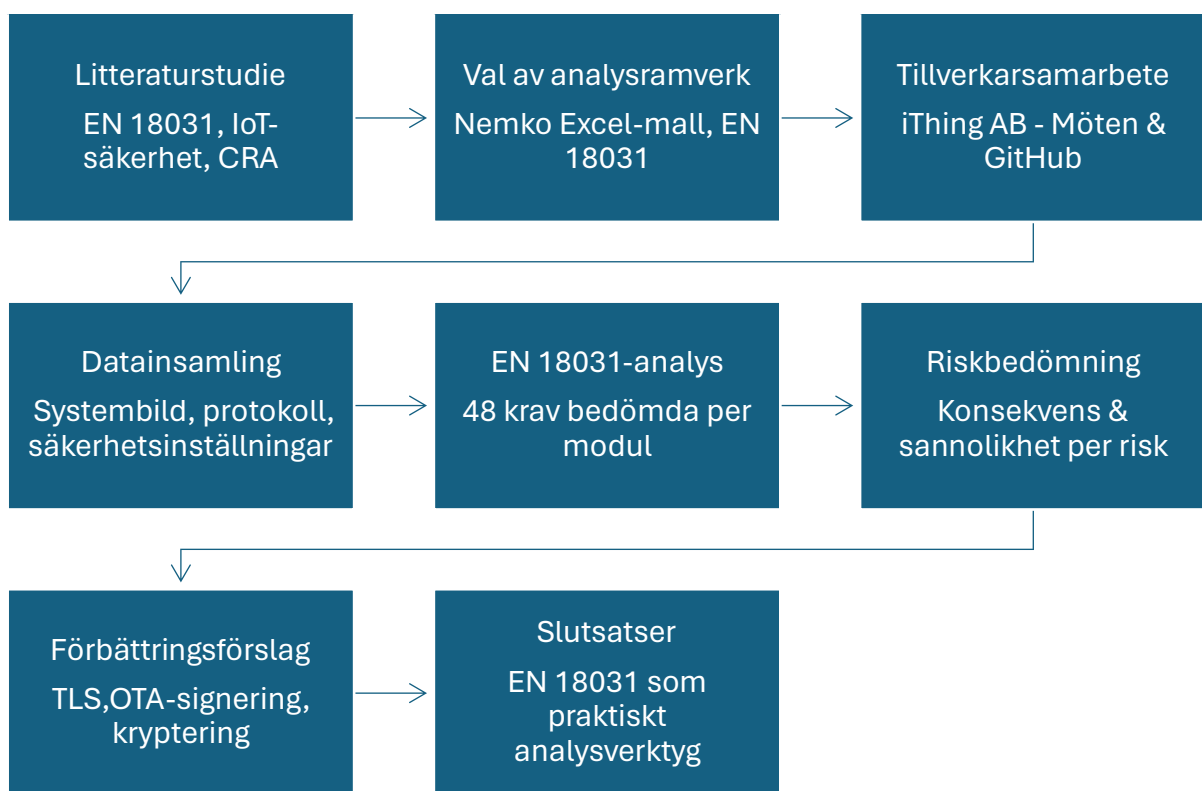 Litteraturstudie
EN 18031, IoT-
säkerhet, CRA
Val av analysramverk
Nemko Excel-mall, EN
18031
Tillverkarsamarbete
iThing AB - Möten &
GitHub
Datainsamling
Systembild, protokoll,
säkerhetsinställningar
EN 18031-analys
48 krav bedömda per
modul
Riskbedömning
Konsekvens &
sannolikhet per risk
Förbättringsförslag
TLS,OTA-signering,
kryptering
Slutsatser
EN 18031 som
praktiskt
analysverktyg